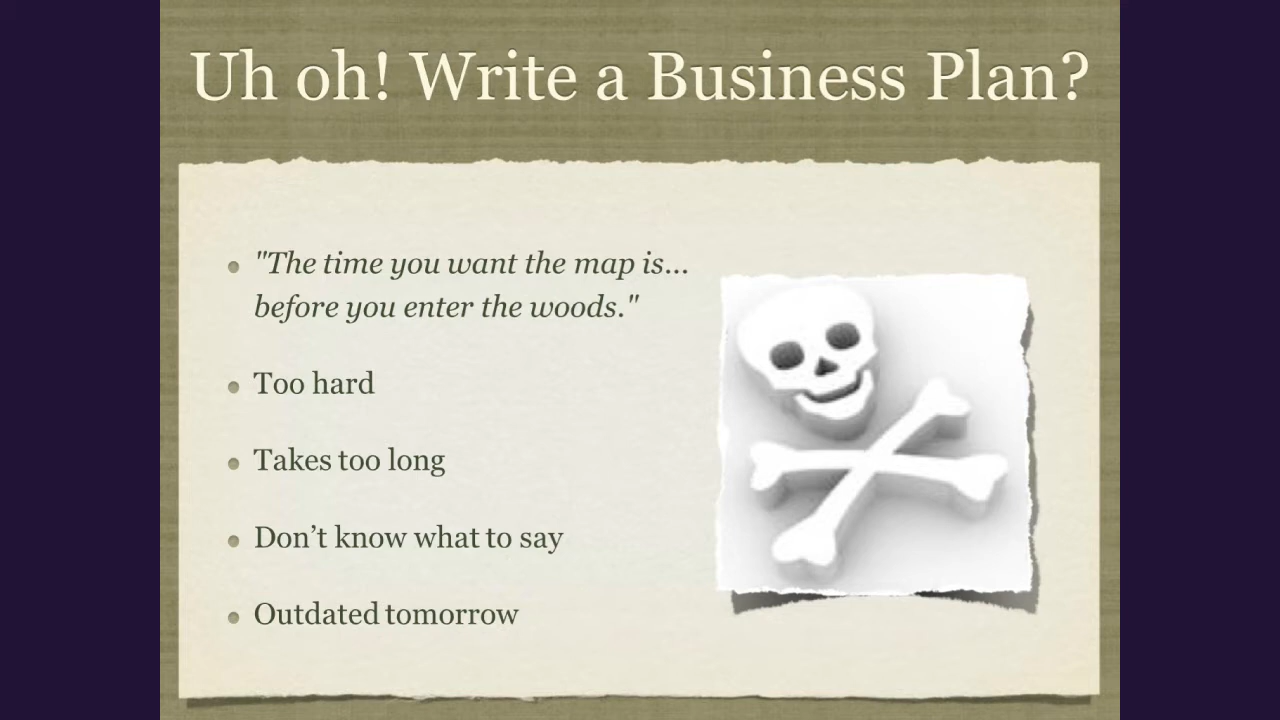 Uh oh! Write a Business Plan?
"The time you want the map is...
before you enter the woods."
Too hard
Takes too long
Don’t know what to say
Outdated tomorrow